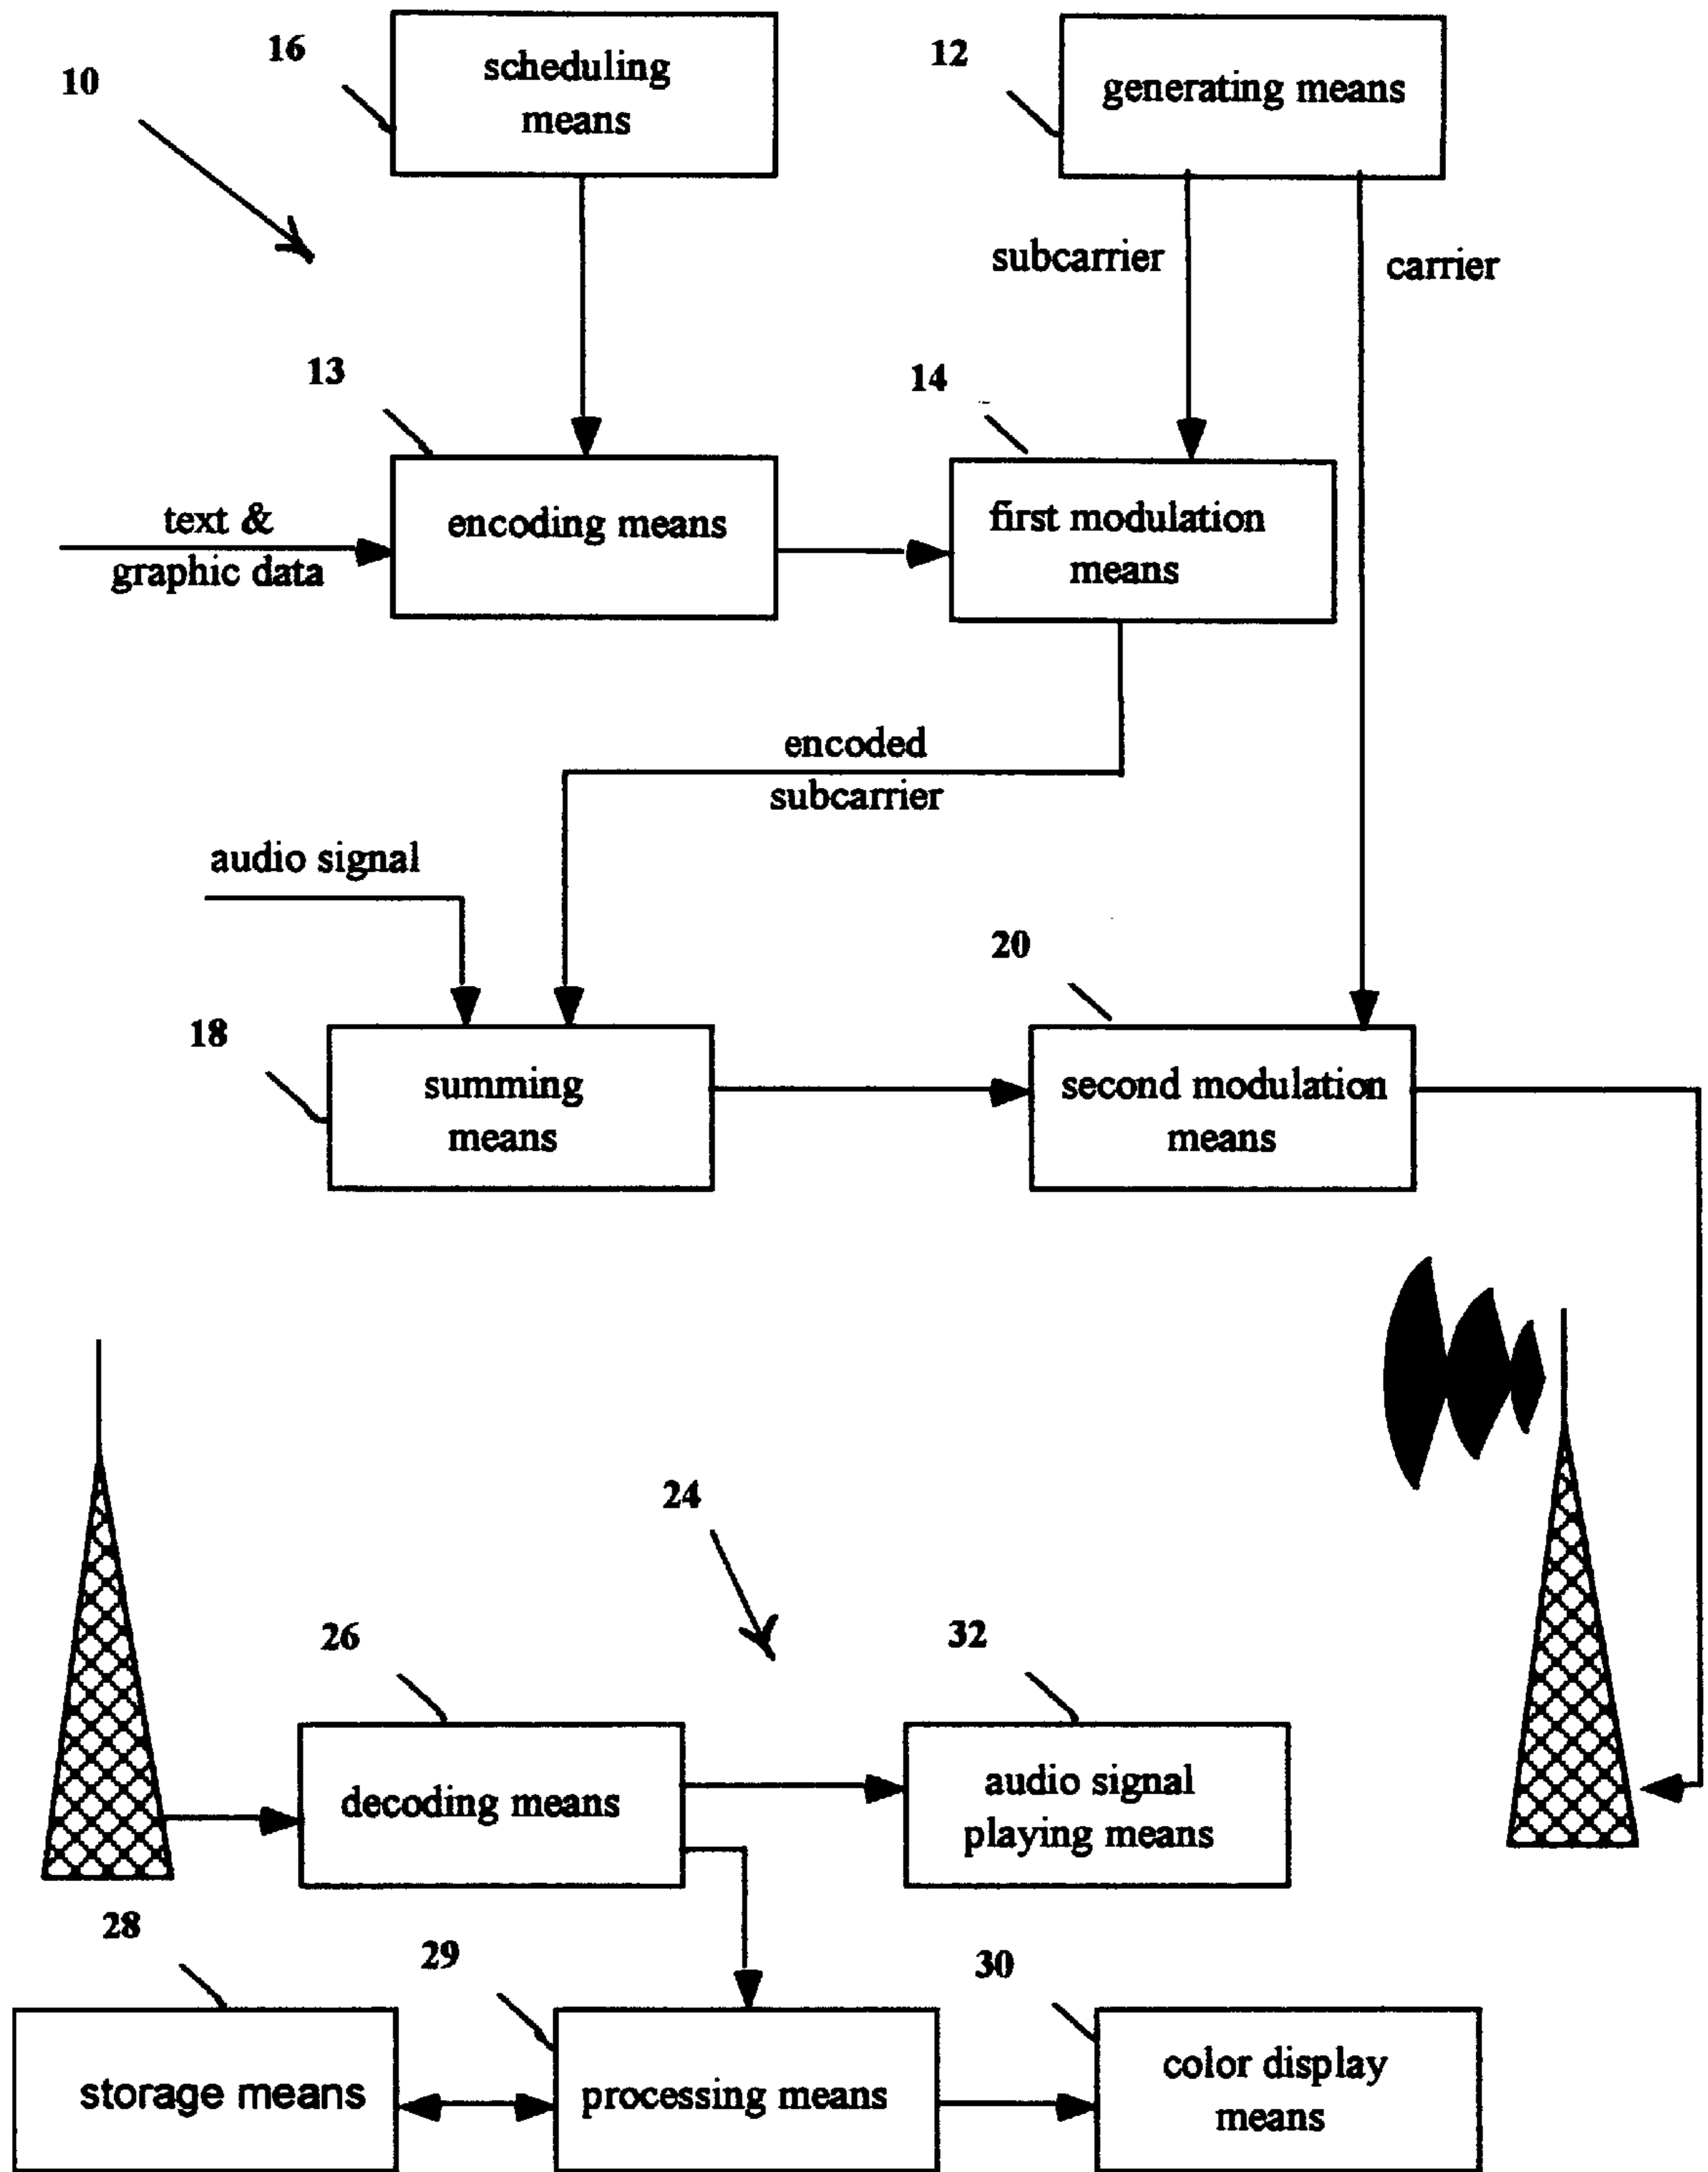 16
scheduling
means
12
generating means
10
subcarrier
carrier
13
14
text &
graphic data
encoding means
first modulation
means
encoded
subcarrier
audio signal
20
18
summing
means
second modulation
means
24
26
32
decoding means
audio signal
playing means
28
29
30
storage means
processing means
color display
means